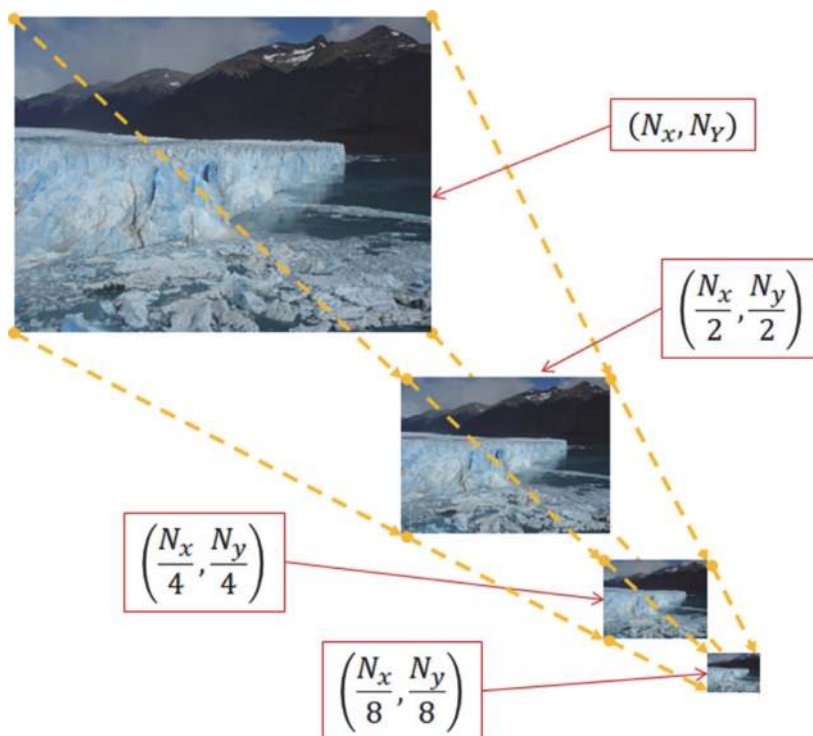 (N_x, N_Y)
(N_x/2, N_y/2)
(N_x/4, N_y/4)
(N_x/8, N_y/8)